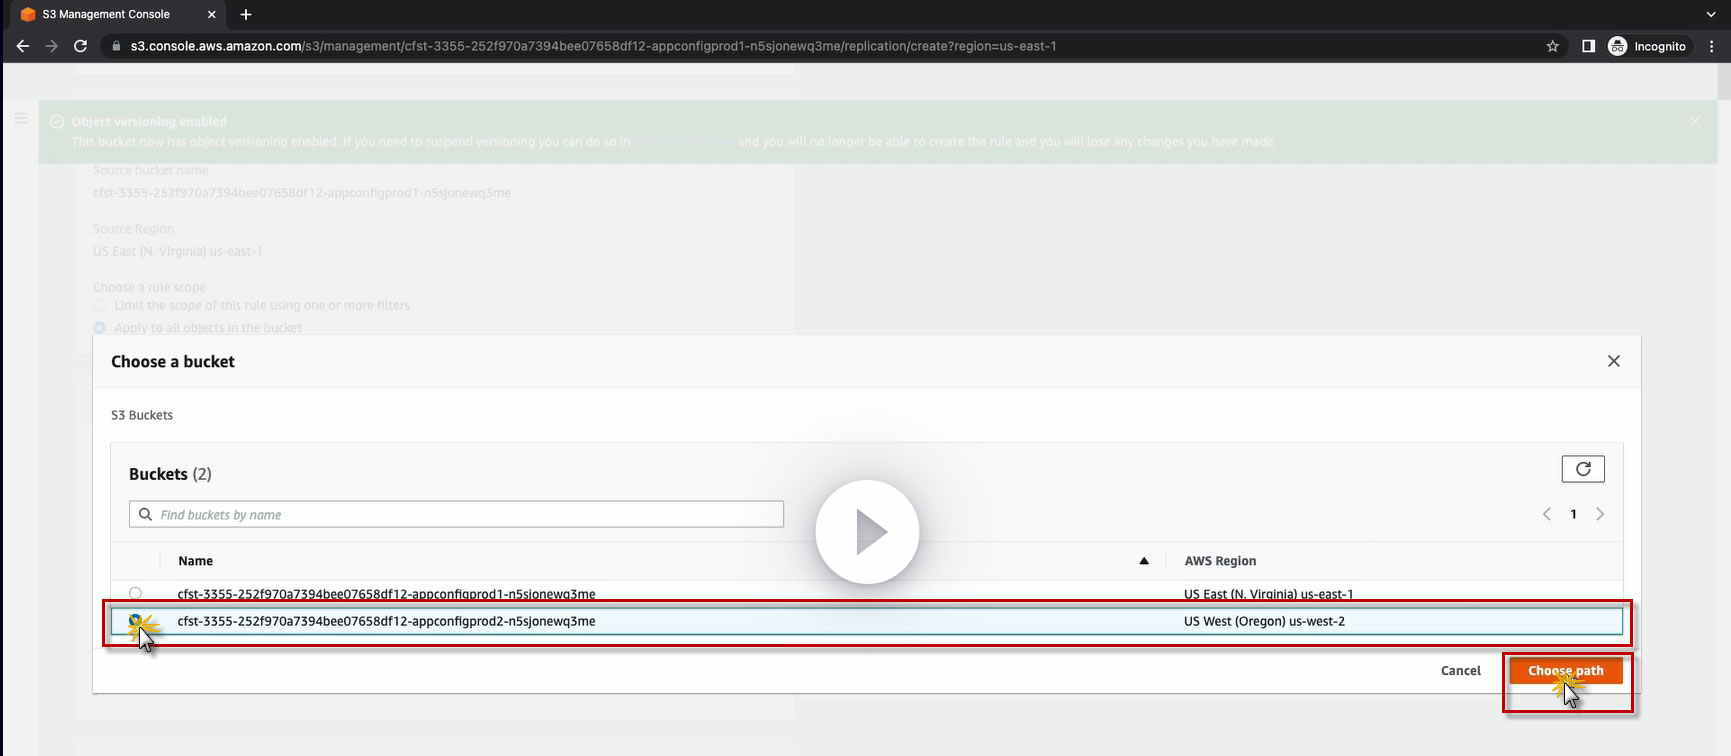 S3 Management Console
s3.console.aws.amazon.com/s3/management/cfst-3355-252f970a7394bee07658df12-appconfigprod1-n5sjonewq3me/replication/create?region=us-east-1
Incognito
Object versioning enabled
This bucket now has object versioning enabled. If you need to suspend versioning you can do so in and you will no longer be able to create the rule and you will lose any changes you have made.
Source bucket name
cfst-3355-252f970a7394bee07658df12-appconfigprod1-n5sjonewq3me
Source Region
US East (N. Virginia) us-east-1
Choose a rule scope
Limit the scope of this rule using one or more filters
Apply to all objects in the bucket
Choose a bucket
S3 Buckets
Buckets (2)
Find buckets by name
1
Name AWS Region
cfst-3355-252f970a7394bee07658df12-appconfigprod1-n5sjonewq3me US East (N. Virginia) us-east-1
cfst-3355-252f970a7394bee07658df12-appconfigprod2-n5sjonewq3me US West (Oregon) us-west-2
Cancel Choose path